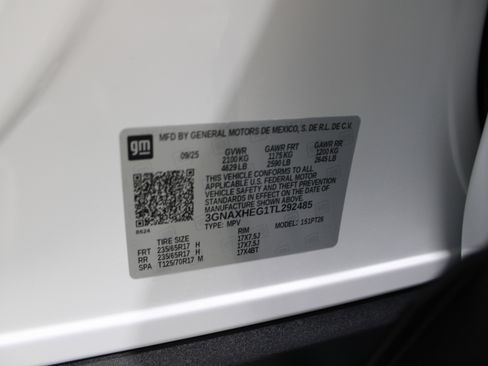 gm MFD BY GENERAL MOTORS DE MEXICO, S. DE R.L. DE C.V.
09/25 GVWR GAWR FRT GAWR RR
2100 KG 1175 KG 1200 KG
4629 LB 2590 LB 2645 LB
THIS VEHICLE CONFORMS TO ALL
APPLICABLE U.S. FEDERAL MOTOR
VEHICLE SAFETY AND THEFT
PREVENTION STANDARDS IN EFFECT
ON THE DATE OF
MANUFACTURE SHOWN ABOVE.
3GNAXHEG1TL292485
TYPE: MPV MODEL: 1S1PT26
TIRE SIZE RIM
FRT 235/65R17 H 17X7.5J
RR 235/65R17 H 17X7.5J
SPA T125/70R17 M 17X4BT